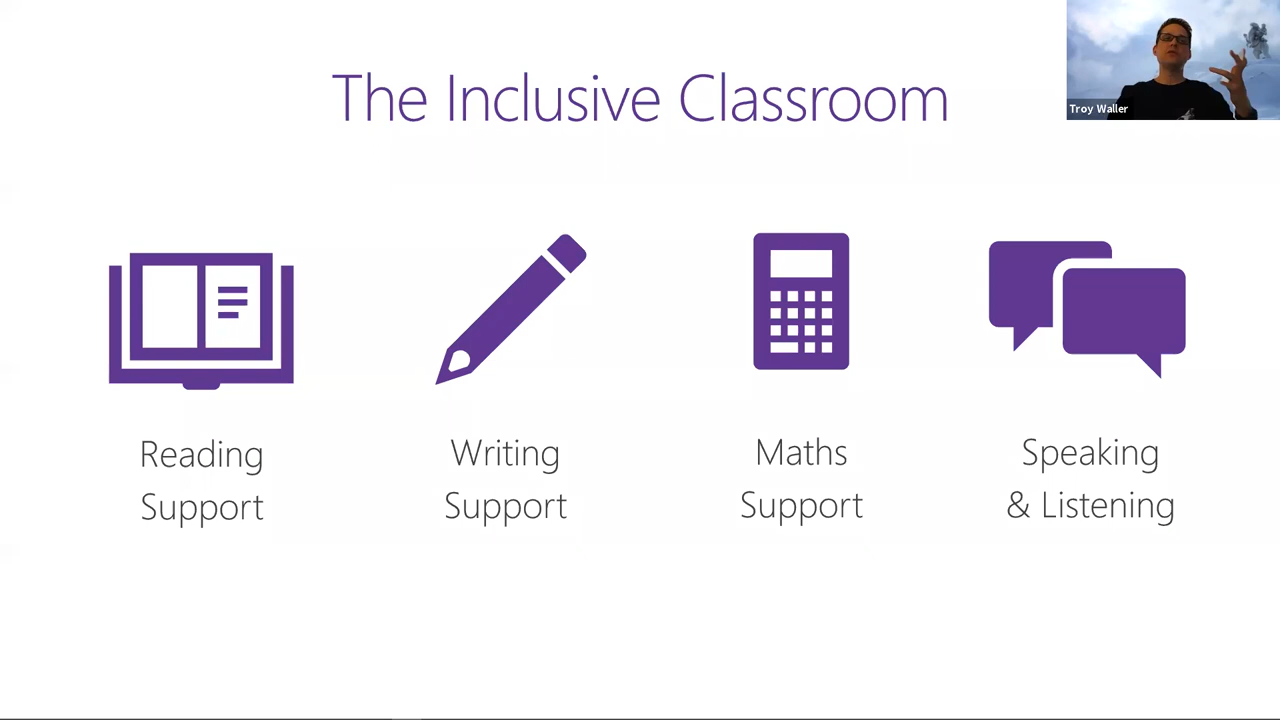 The Inclusive Classroom
Troy Waller
Reading
Support
Writing
Support
Maths
Support
Speaking
& Listening